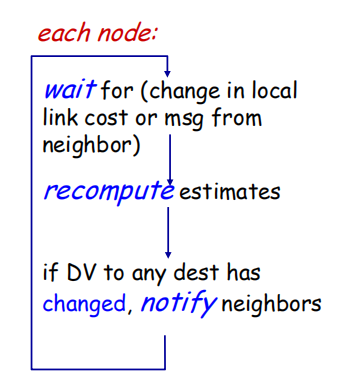 each node:
wait for (change in local
link cost or msg from
neighbor)
recompute estimates
if DV to any dest has
changed, notify neighbors